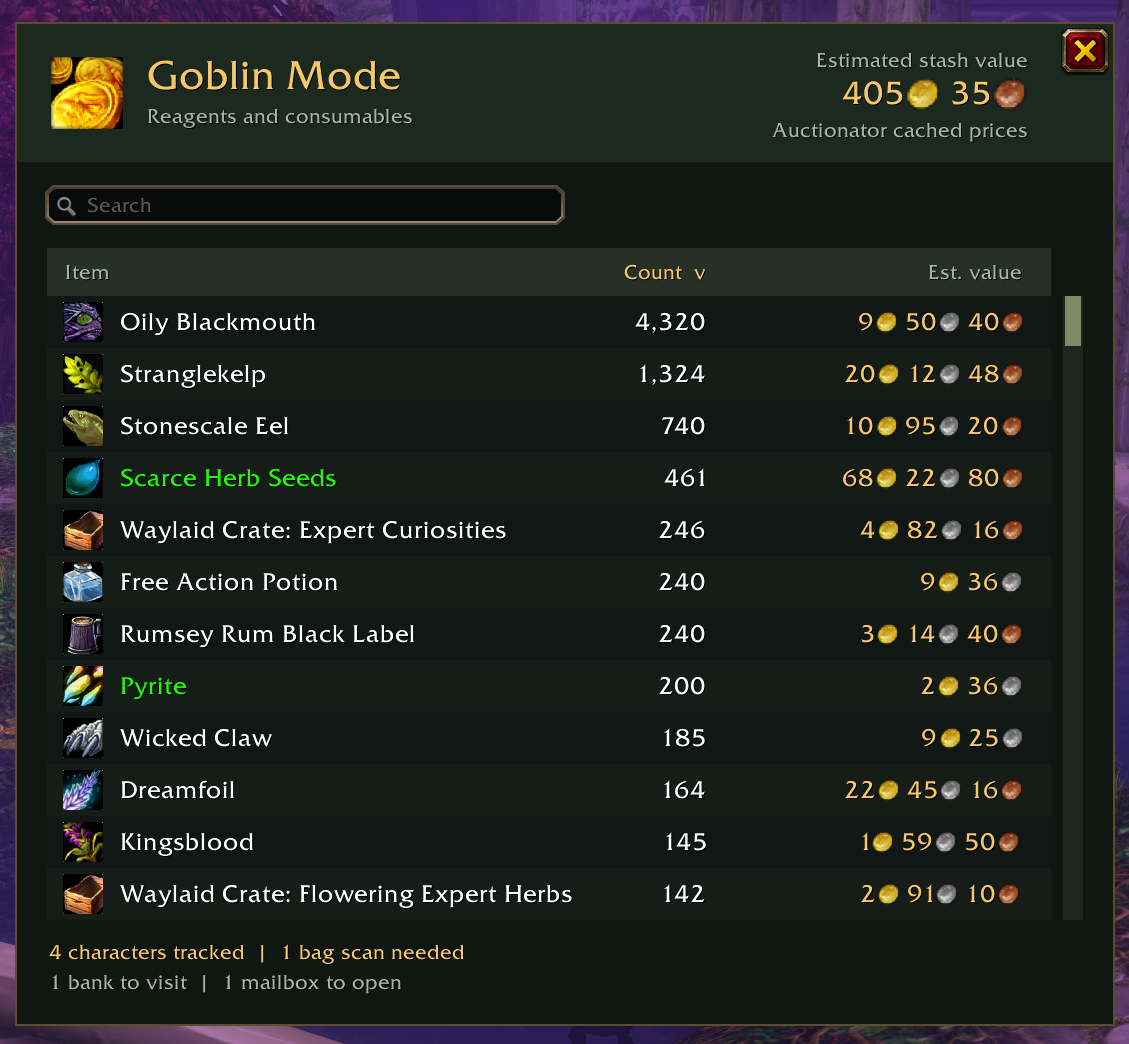 Goblin Mode
Reagents and consumables
Estimated stash value
405 35
Auctionator cached prices
Search
Item Count v Est. value
Oily Blackmouth 4,320 9 50 40
Stranglekelp 1,324 20 12 48
Stonescale Eel 740 10 95 20
Scarce Herb Seeds 461 68 22 80
Waylaid Crate: Expert Curiosities 246 4 82 16
Free Action Potion 240 9 36
Rumsey Rum Black Label 240 3 14 40
Pyrite 200 2 36
Wicked Claw 185 9 25
Dreamfoil 164 22 45 16
Kingsblood 145 1 59 50
Waylaid Crate: Flowering Expert Herbs 142 2 91 10
4 characters tracked | 1 bag scan needed
1 bank to visit | 1 mailbox to open